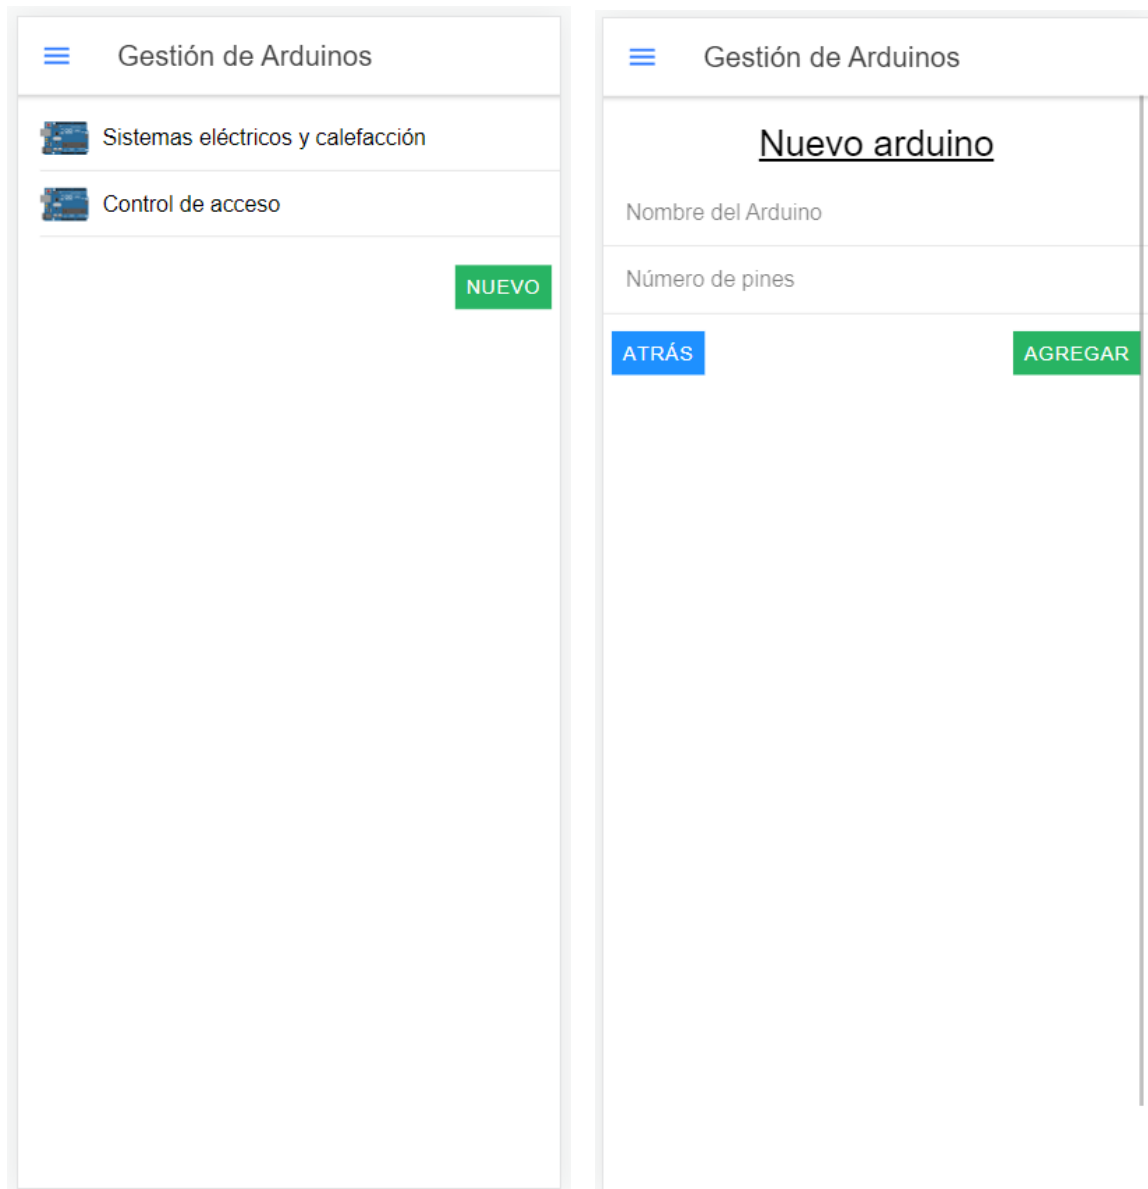 Gestión de Arduinos
Sistemas eléctricos y calefacción
Control de acceso
NUEVO
Gestión de Arduinos
Nuevo arduino
Nombre del Arduino
Número de pines
ATRÁS
AGREGAR